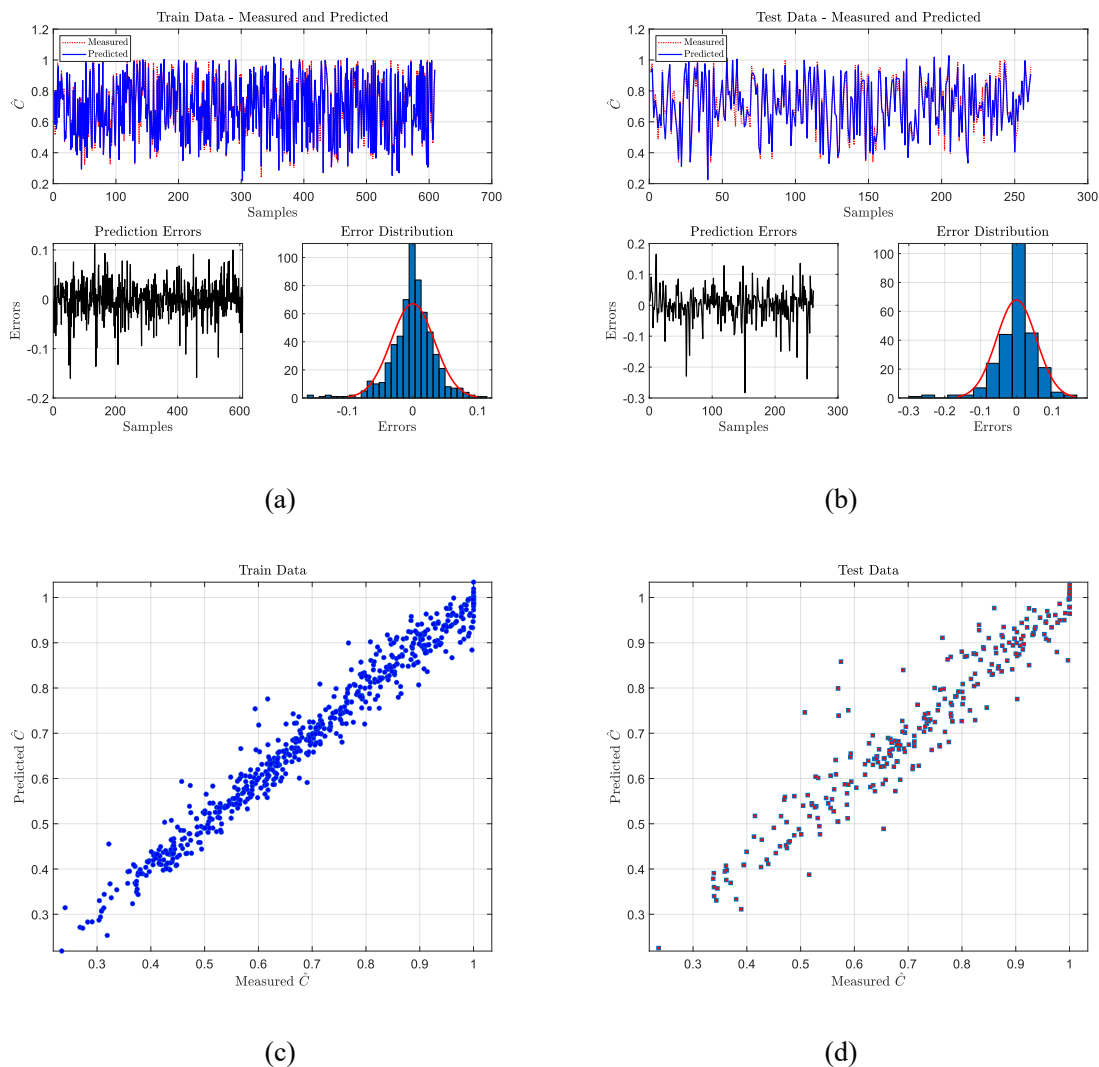 Train Data - Measured and Predicted
Measured
Predicted
1.2
1
0.8
0.6
0.4
0.2
Ĉ
0 100 200 300 400 500 600 700
Samples
Prediction Errors
0.1
0
-0.1
-0.2
Errors
0 200 400 600
Samples
Error Distribution
100
80
60
40
20
0
-0.1 0 0.1
Errors
(a)
Test Data - Measured and Predicted
Measured
Predicted
1.2
1
0.8
0.6
0.4
0.2
Ĉ
0 50 100 150 200 250 300
Samples
Prediction Errors
0.2
0.1
0
-0.1
-0.2
-0.3
Errors
0 100 200 300
Samples
Error Distribution
100
80
60
40
20
0
-0.3 -0.2 -0.1 0 0.1
Errors
(b)
Train Data
1
0.9
0.8
0.7
0.6
0.5
0.4
0.3
Predicted Ĉ
0.3 0.4 0.5 0.6 0.7 0.8 0.9 1
Measured Ĉ
(c)
Test Data
1
0.9
0.8
0.7
0.6
0.5
0.4
0.3
Predicted Ĉ
0.3 0.4 0.5 0.6 0.7 0.8 0.9 1
Measured Ĉ
(d)